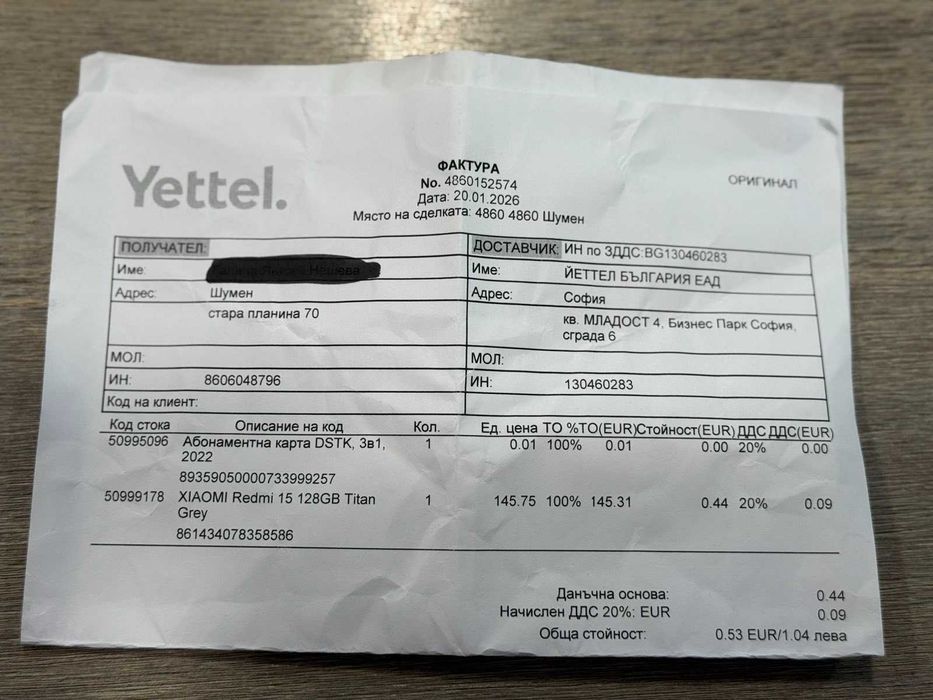 Yettel.
ФАКТУРА
No. 4860152574
Дата: 20.01.2026
Място на сделката: 4860 4860 Шумен
ОРИГИНАЛ
ПОЛУЧАТЕЛ:
Име:
Адрес: Шумен
стара планина 70
МОЛ:
ИН: 8606048796
Код на клиент:
ДОСТАВЧИК: ИН по ЗДДС:BG130460283
Име: ЙЕТТЕЛ БЪЛГАРИЯ ЕАД
Адрес: София
кв. МЛАДОСТ 4, Бизнес Парк София,
сграда 6
МОЛ:
ИН: 130460283
Код стока Описание на код Кол. Ед. цена ТО %ТО(EUR)Стойност(EUR) ДДС ДДС(EUR)
50995096 Абонаментна карта DSTK, 3в1, 1 0.01 100% 0.01 0.00 20% 0.00
2022
89359050000733999257
50999178 XIAOMI Redmi 15 128GB Titan 1 145.75 100% 145.31 0.44 20% 0.09
Grey
861434078358586
Данъчна основа: 0.44
Начислен ДДС 20%: EUR 0.09
Обща стойност: 0.53 EUR/1.04 лева